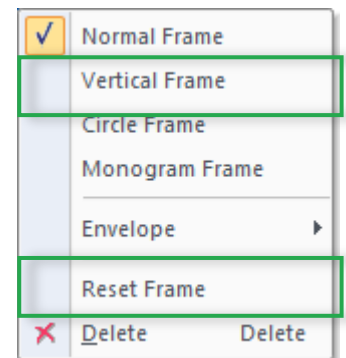 Normal Frame
Vertical Frame
Circle Frame
Monogram Frame
Envelope
Reset Frame
Delete Delete